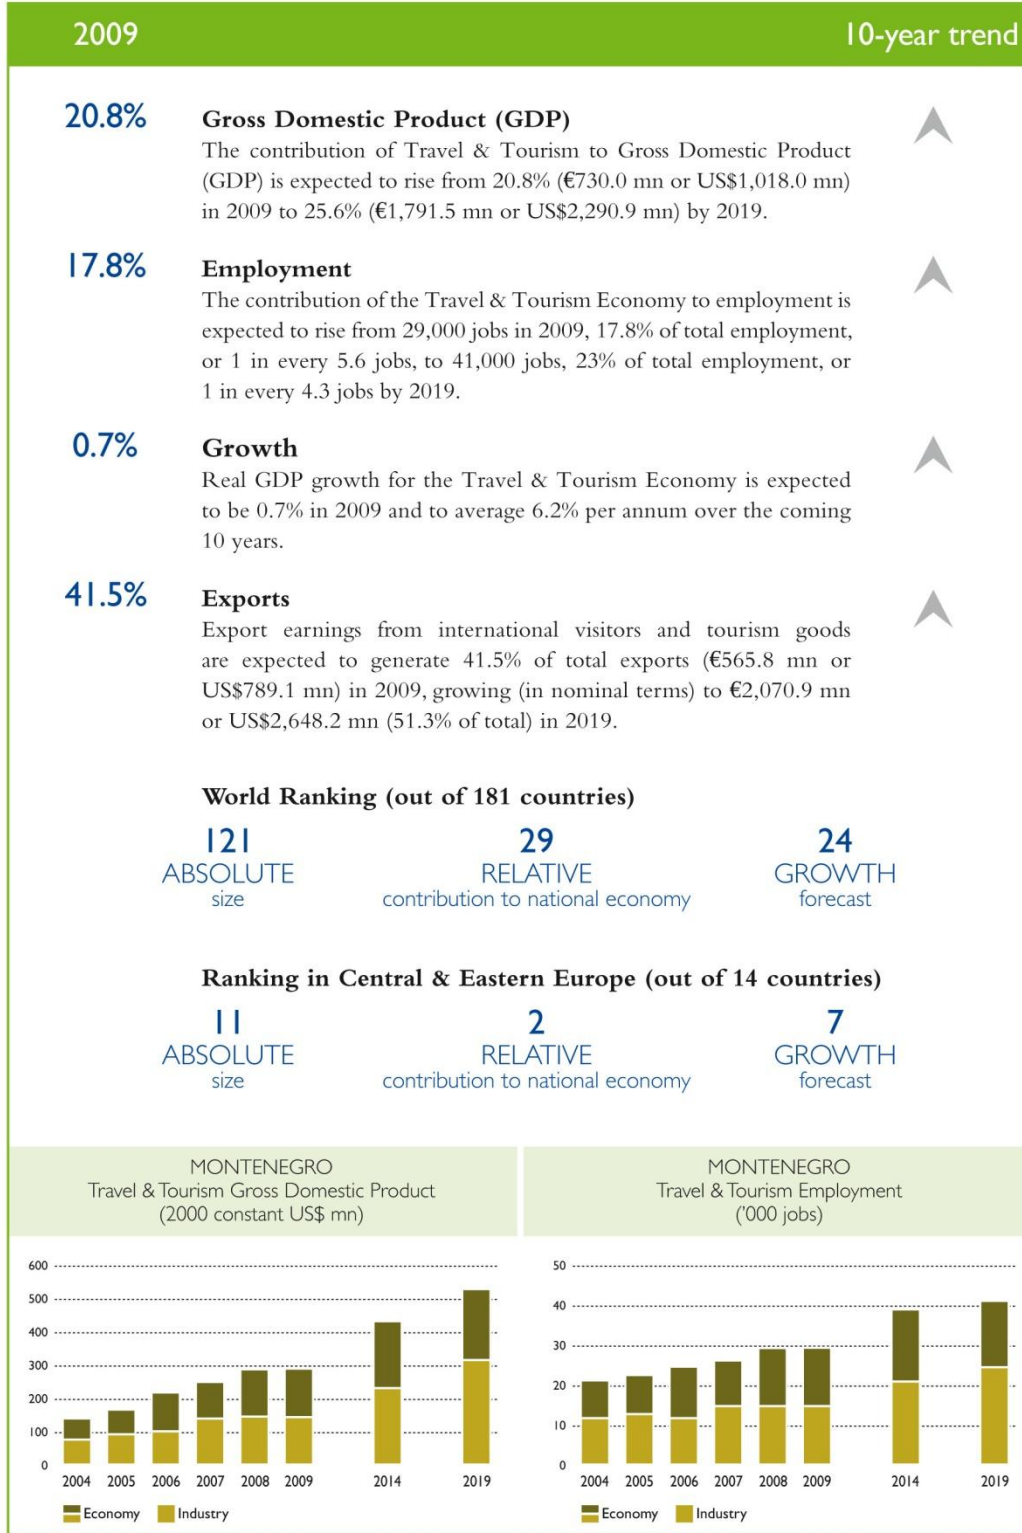 2009 10-year trend
20.8%
Gross Domestic Product (GDP)
The contribution of Travel & Tourism to Gross Domestic Product
(GDP) is expected to rise from 20.8% (€730.0 mn or US$1,018.0 mn)
in 2009 to 25.6% (€1,791.5 mn or US$2,290.9 mn) by 2019.
17.8%
Employment
The contribution of the Travel & Tourism Economy to employment is
expected to rise from 29,000 jobs in 2009, 17.8% of total employment,
or 1 in every 5.6 jobs, to 41,000 jobs, 23% of total employment, or
1 in every 4.3 jobs by 2019.
0.7%
Growth
Real GDP growth for the Travel & Tourism Economy is expected
to be 0.7% in 2009 and to average 6.2% per annum over the coming
10 years.
41.5%
Exports
Export earnings from international visitors and tourism goods
are expected to generate 41.5% of total exports (€565.8 mn or
US$789.1 mn) in 2009, growing (in nominal terms) to €2,070.9 mn
or US$2,648.2 mn (51.3% of total) in 2019.
World Ranking (out of 181 countries)
121 29 24
ABSOLUTE RELATIVE GROWTH
size contribution to national economy forecast
Ranking in Central & Eastern Europe (out of 14 countries)
11 2 7
ABSOLUTE RELATIVE GROWTH
size contribution to national economy forecast
MONTENEGRO
Travel & Tourism Gross Domestic Product
(2000 constant US$ mn)
600
500
400
300
200
100
0
2004 2005 2006 2007 2008 2009 2014 2019
Economy Industry
MONTENEGRO
Travel & Tourism Employment
('000 jobs)
50
40
30
20
10
0
2004 2005 2006 2007 2008 2009 2014 2019
Economy Industry